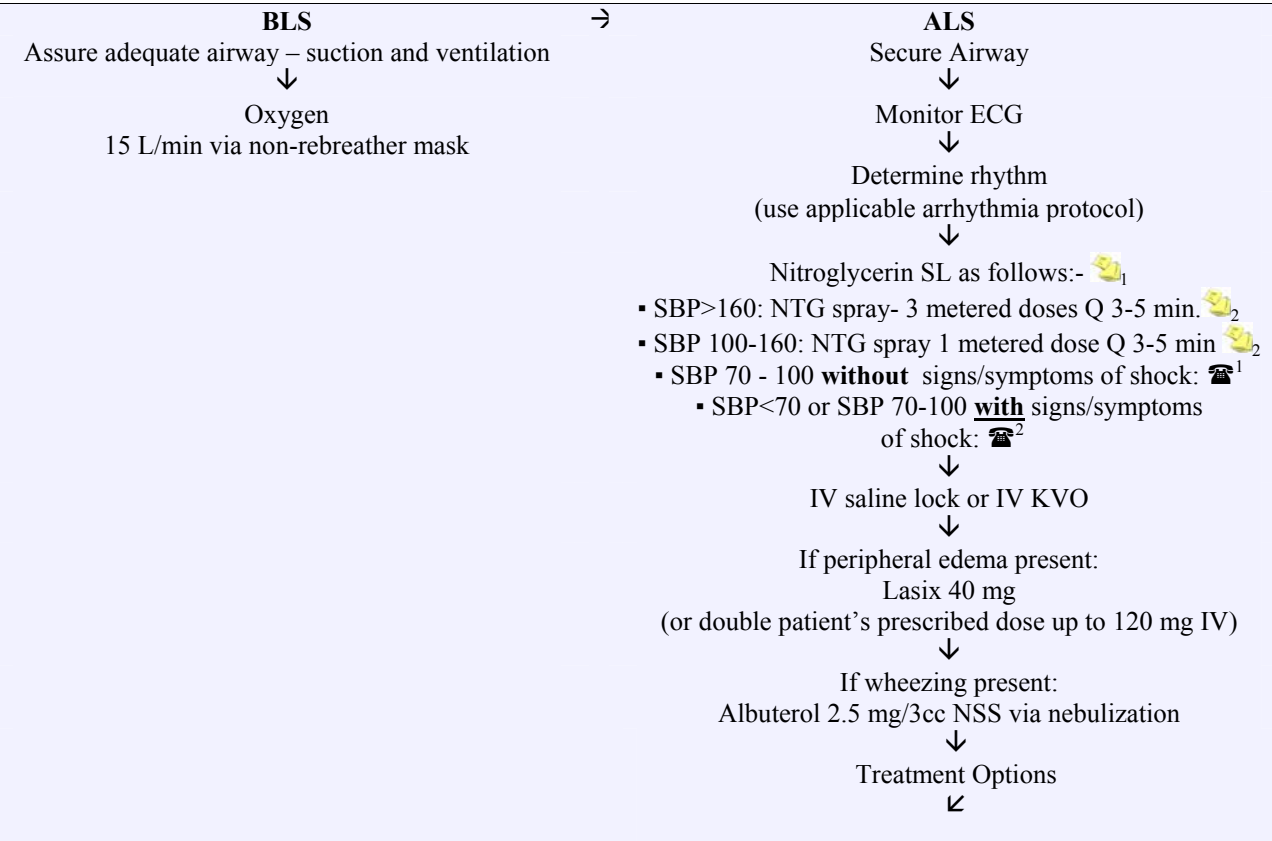 BLS → ALS
Assure adequate airway – suction and ventilation
↓
Oxygen
15 L/min via non-rebreather mask
Secure Airway
↓
Monitor ECG
↓
Determine rhythm
(use applicable arrhythmia protocol)
↓
Nitroglycerin SL as follows:- 1
▪ SBP>160: NTG spray- 3 metered doses Q 3-5 min. 2
▪ SBP 100-160: NTG spray 1 metered dose Q 3-5 min 2
▪ SBP 70 - 100 without signs/symptoms of shock: ☎1
▪ SBP<70 or SBP 70-100 with signs/symptoms
of shock: ☎2
↓
IV saline lock or IV KVO
↓
If peripheral edema present:
Lasix 40 mg
(or double patient’s prescribed dose up to 120 mg IV)
↓
If wheezing present:
Albuterol 2.5 mg/3cc NSS via nebulization
↓
Treatment Options
↙